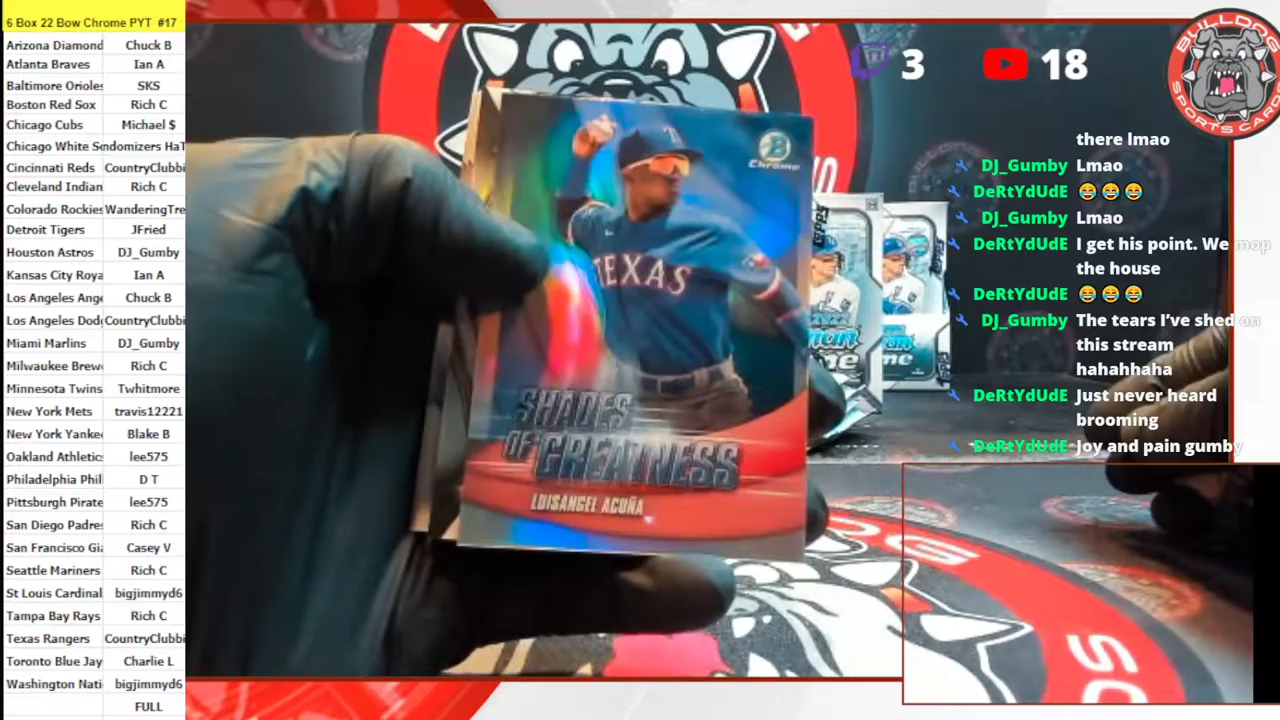 6 Box 22 Bow Chrome PYT #17
Arizona Diamond Chuck B
Atlanta Braves Ian A
Baltimore Orioles SKS
Boston Red Sox Rich C
Chicago Cubs Michael $
Chicago White S ndomizers HaT
Cincinnati Reds CountryClubbi
Cleveland Indian Rich C
Colorado Rockies WanderingTre
Detroit Tigers JFried
Houston Astros DJ_Gumby
Kansas City Roya Ian A
Los Angeles Ange Chuck B
Los Angeles Dod CountryClubbi
Miami Marlins DJ_Gumby
Milwaukee Brew Rich C
Minnesota Twins Twhitmore
New York Mets travis12221
New York Yanke Blake B
Oakland Athletic lee575
Philadelphia Phil D T
Pittsburgh Pirate lee575
San Diego Padre Rich C
San Francisco Gi Casey V
Seattle Mariners Rich C
St Louis Cardinal bigjimmyd6
Tampa Bay Rays Rich C
Texas Rangers CountryClubbi
Toronto Blue Jay Charlie L
Washington Nati bigjimmyd6
FULL
3 18
BULLDOG
SPORTS CARDS
B
Chrome
T
TEXAS
SHADES
OF GREATNESS
LUISANGEL ACUÑA
TOPPS
there lmao
DJ_Gumby Lmao
DeRtYdUdE 😂 😂 😂
DJ_Gumby Lmao
DeRtYdUdE I get his point. We mop
the house
DeRtYdUdE 😂 😂 😂
DJ_Gumby The tears I've shed on
this stream
hahahhaha
DeRtYdUdE Just never heard
brooming
DeRtYdUdE Joy and pain gumby